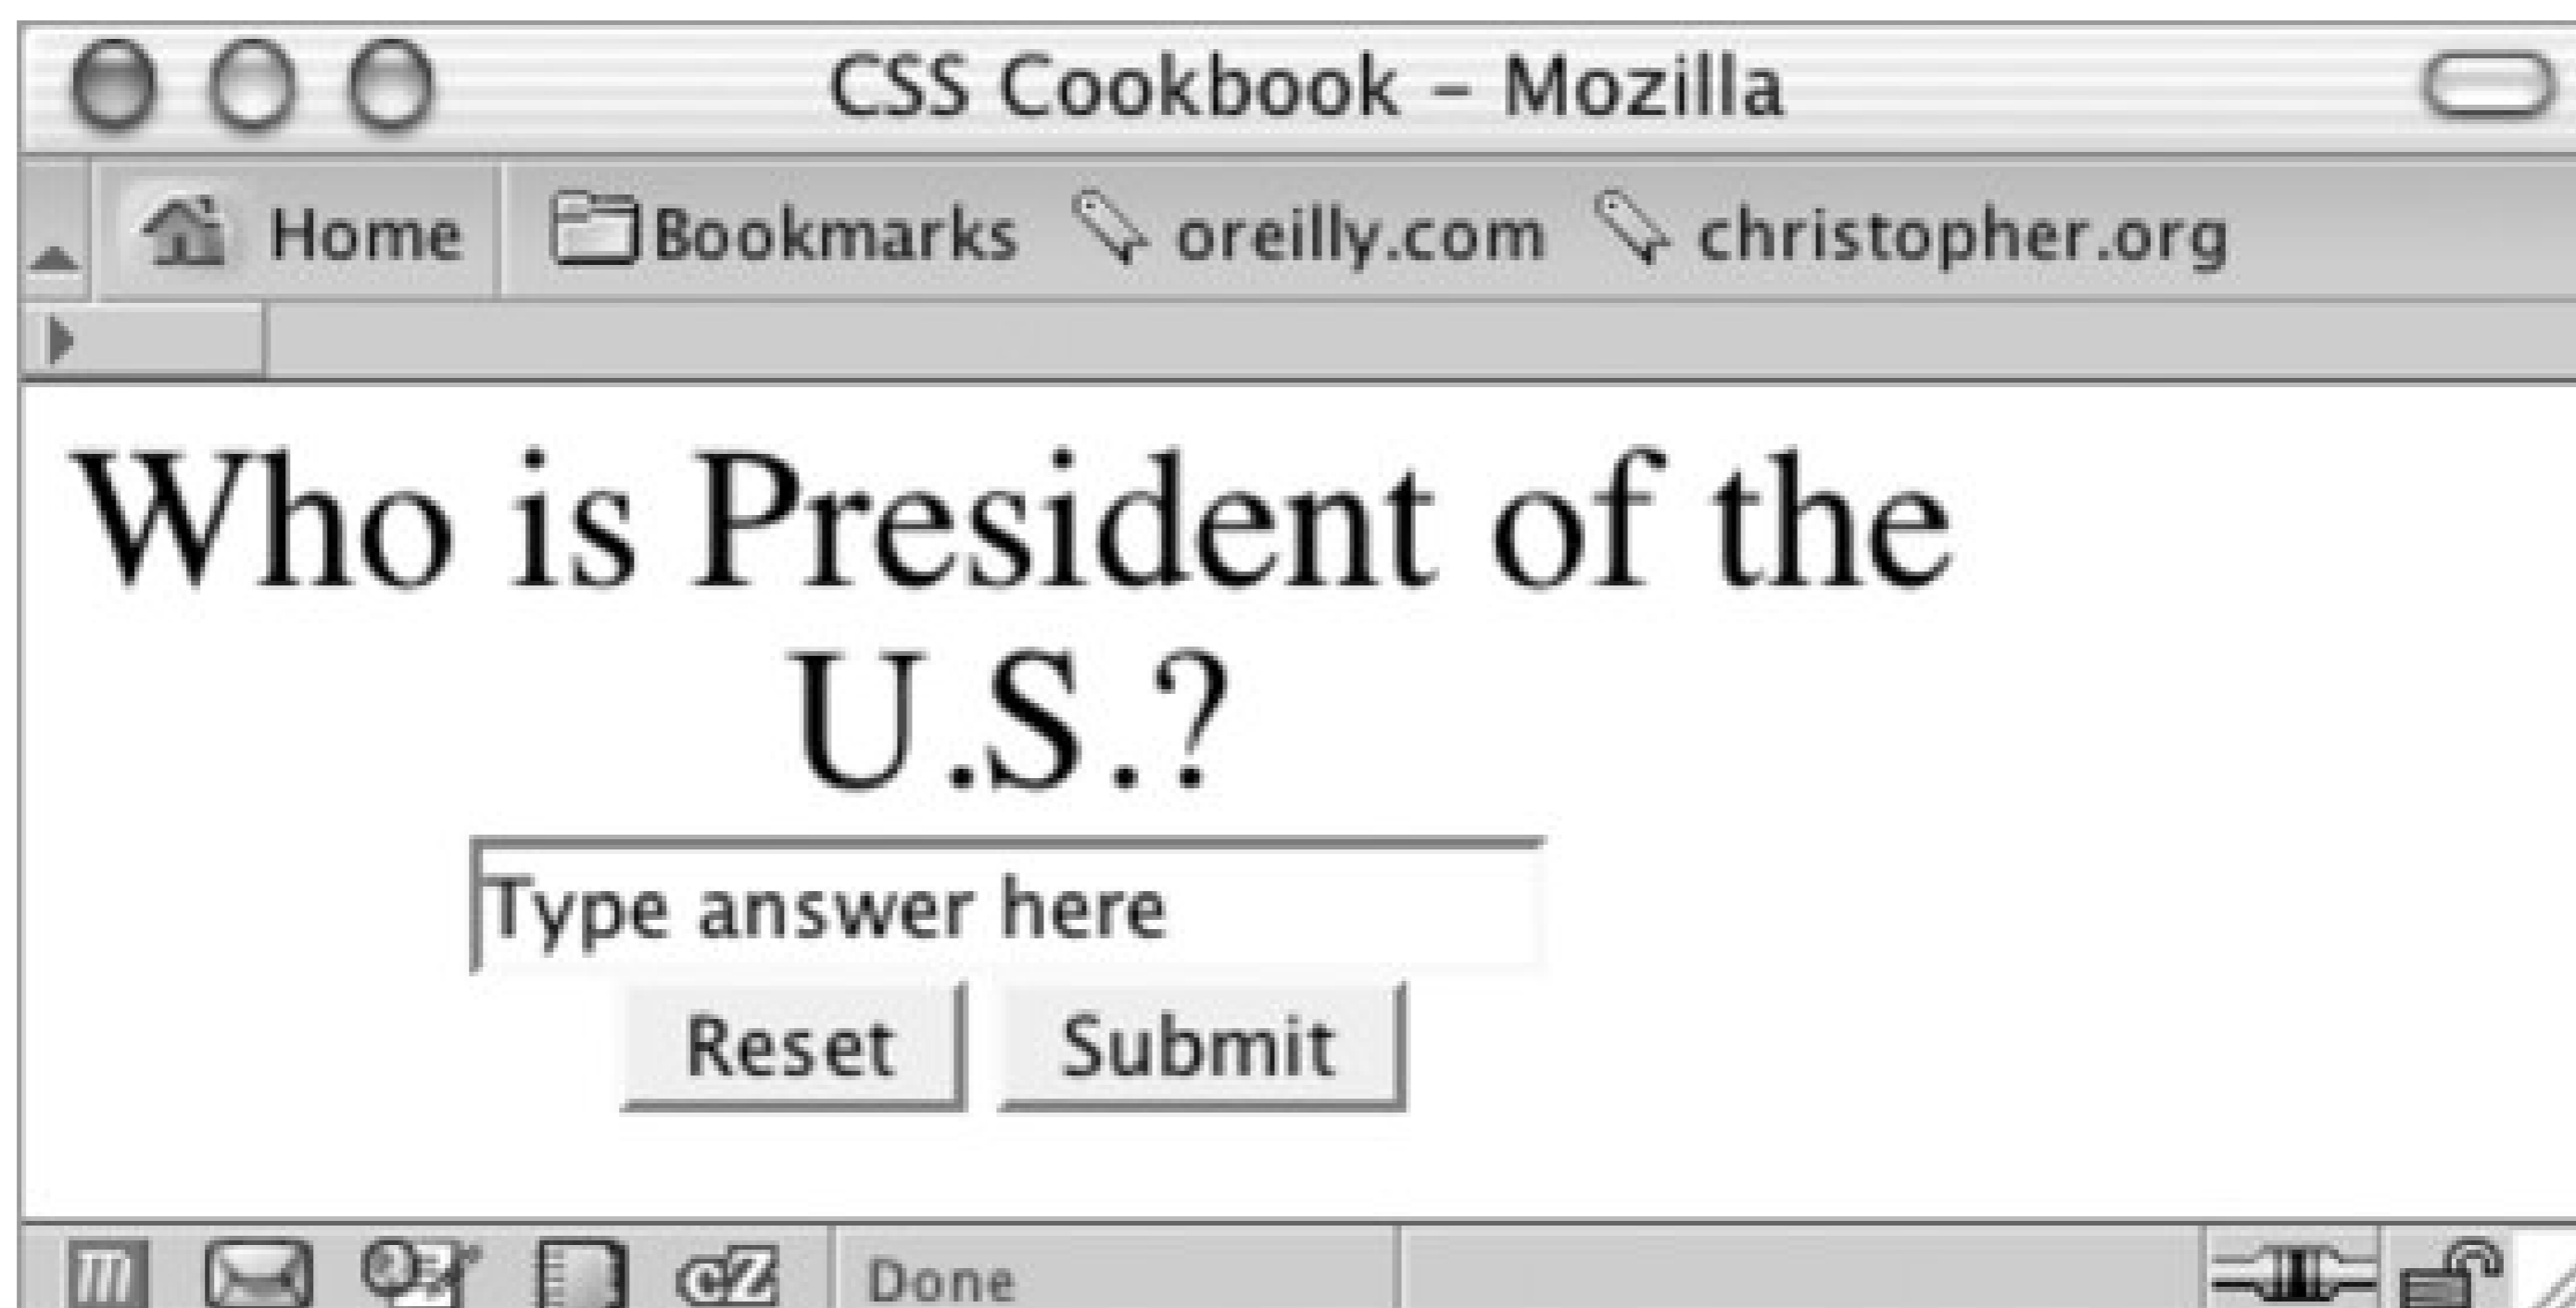 CSS Cookbook – Mozilla
Home Bookmarks oreilly.com christopher.org
Who is President of the
U.S.?
Type answer here
Reset Submit
m cZ Done